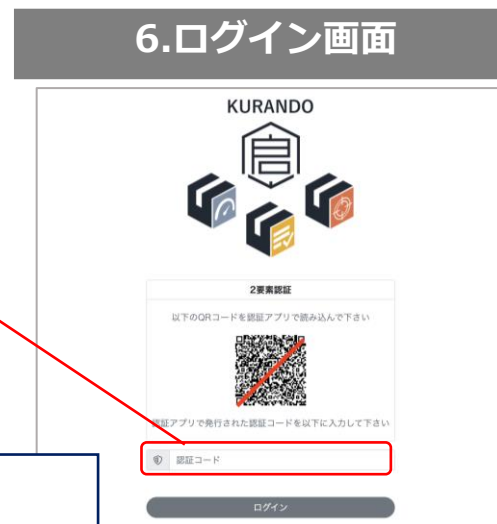 6.ログイン画面
KURANDO
2要素認証
以下のQRコードを認証アプリで読み込んで下さい
認証アプリで発行された認証コードを以下に入力して下さい
認証コード
ログイン